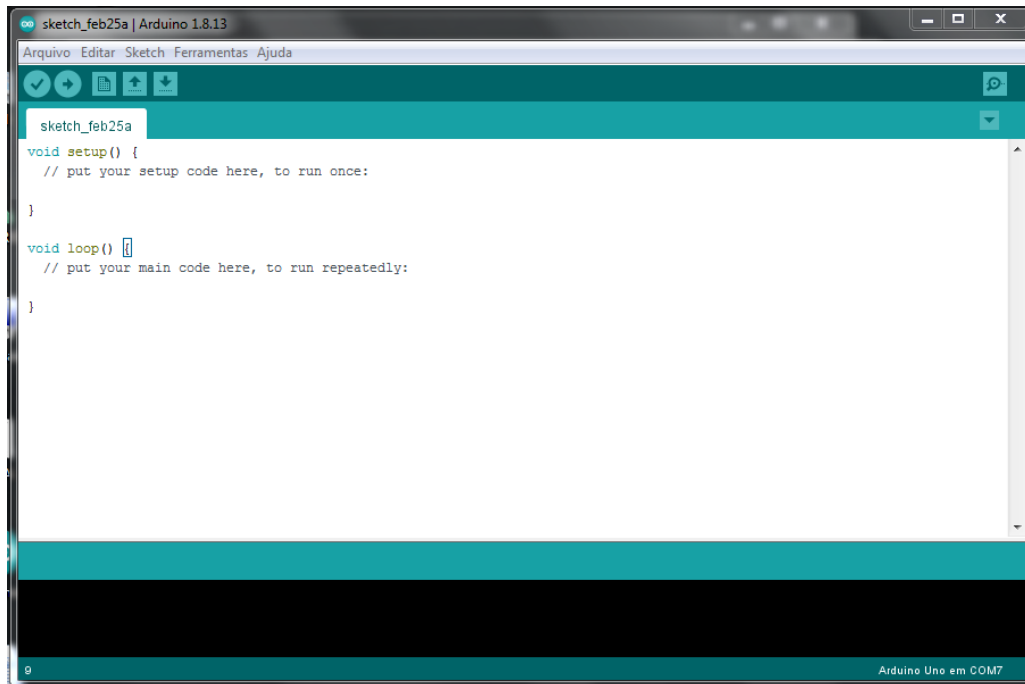 sketch_feb25a | Arduino 1.8.13
Arquivo Editar Sketch Ferramentas Ajuda
sketch_feb25a
void setup() {
  // put your setup code here, to run once:
}
void loop() {
  // put your main code here, to run repeatedly:
}
9
Arduino Uno em COM7